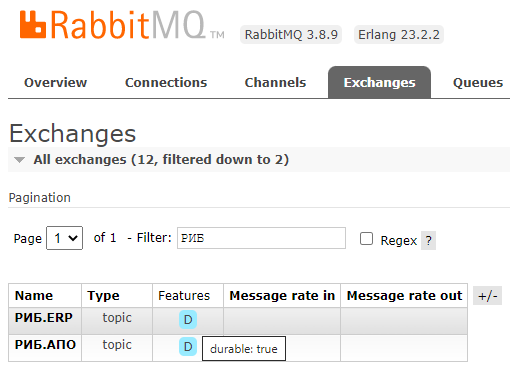 RabbitMQ TM RabbitMQ 3.8.9 Erlang 23.2.2
Overview Connections Channels Exchanges Queues
Exchanges
All exchanges (12, filtered down to 2)
Pagination
Page 1 of 1 - Filter: РИБ Regex ?
Name Type Features Message rate in Message rate out +/-
РИБ.ERP topic D
РИБ.АПО topic D durable: true